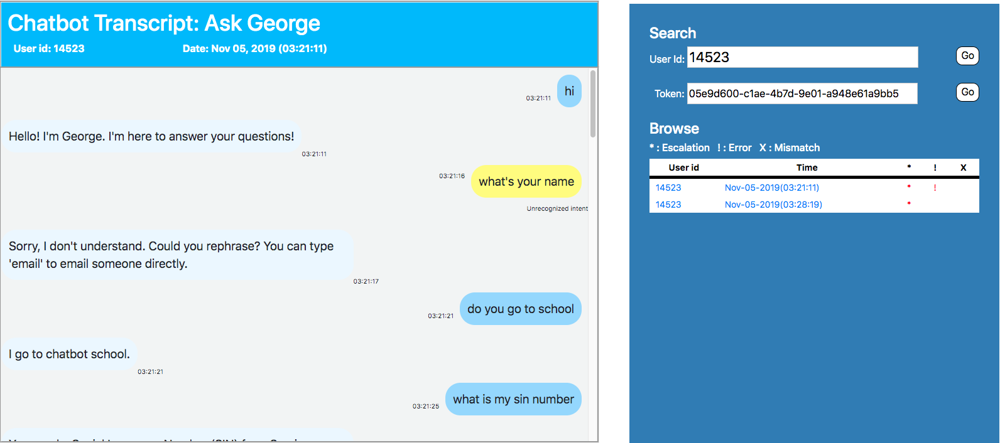 Chatbot Transcript: Ask George
User id: 14523 Date: Nov 05, 2019 (03:21:11)
03:21:11 hi
Hello! I'm George. I'm here to answer your questions!
03:21:11
03:21:16 what's your name
Unrecognized intent
Sorry, I don't understand. Could you rephrase? You can type
'email' to email someone directly.
03:21:17
03:21:21 do you go to school
I go to chatbot school.
03:21:21
03:21:25 what is my sin number
Search
User Id: 14523 Go
Token: 05e9d600-c1ae-4b7d-9e01-a948e61a9bb5 Go
Browse
* : Escalation ! : Error X : Mismatch
User id Time * ! X
14523 Nov-05-2019(03:21:11) * !
14523 Nov-05-2019(03:28:19) *